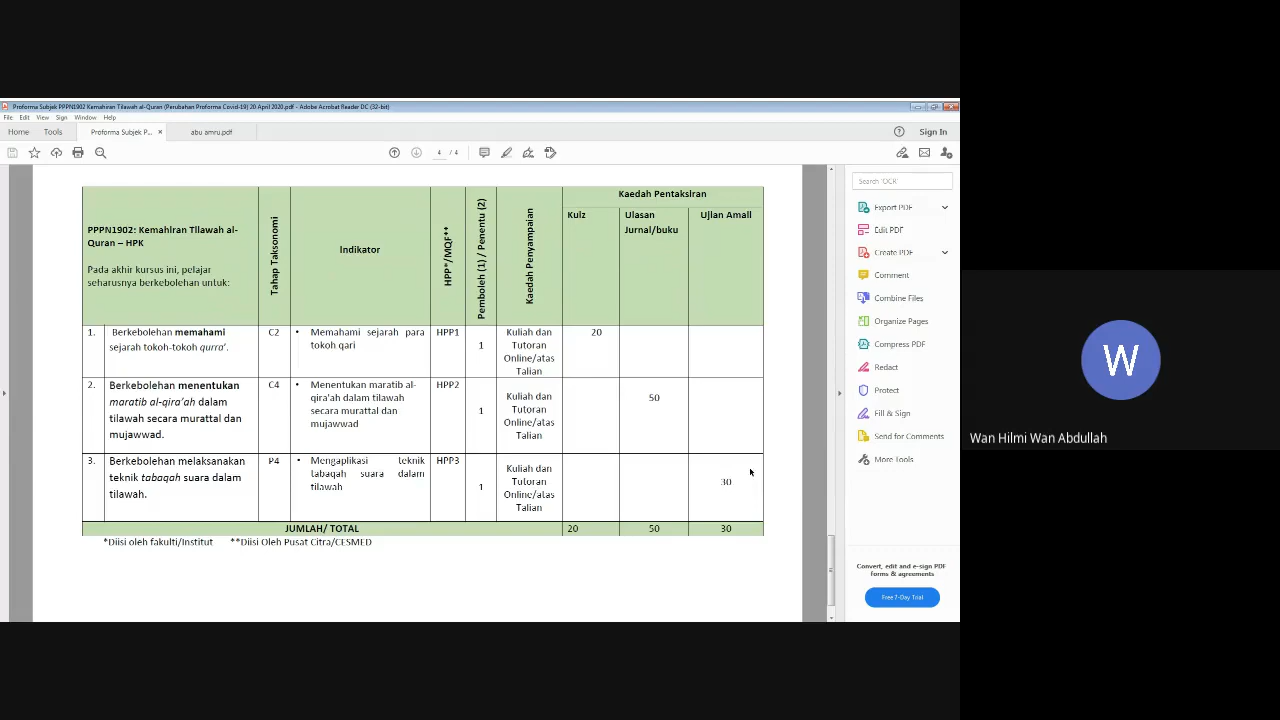 Proforma Subjek PPPN1902 Kemahiran Tilawah al-Quran (Perubahan Proforma Covid-19) 20 April 2020.pdf - Adobe Acrobat Reader DC (32-bit)
File Edit View Sign Window Help
Home Tools Proforma Subjek P... × abu amru.pdf Sign In
4 / 4
Search 'OCR'
Export PDF
Edit PDF
Create PDF
Comment
Combine Files
Organize Pages
Compress PDF
Redact
Protect
Fill & Sign
Send for Comments
More Tools
Convert, edit and e-sign PDF
forms & agreements
Free 7-Day Trial
PPPN1902: Kemahiran Tilawah al-
Quran – HPK
Pada akhir kursus ini, pelajar
seharusnya berkebolehan untuk:
Tahap Taksonomi
Indikator
HPP*/MQF**
Pemboleh (1) / Penentu (2)
Kaedah Penyampaian
Kaedah Pentaksiran
Kuiz
Ulasan
Jurnal/buku
Ujian Amali
1. Berkebolehan memahami
sejarah tokoh-tokoh qurra’.
C2
• Memahami sejarah para
tokoh qari
HPP1
1
Kuliah dan
Tutoran
Online/atas
Talian
20
2. Berkebolehan menentukan
maratib al-qira’ah dalam
tilawah secara murattal dan
mujawwad.
C4
• Menentukan maratib al-
qira’ah dalam tilawah
secara murattal dan
mujawwad
HPP2
1
Kuliah dan
Tutoran
Online/atas
Talian
50
3. Berkebolehan melaksanakan
teknik tabaqah suara dalam
tilawah.
P4
• Mengaplikasi teknik
tabaqah suara dalam
tilawah
HPP3
1
Kuliah dan
Tutoran
Online/atas
Talian
30
JUMLAH/ TOTAL 20 50 30
*Diisi oleh fakulti/Institut **Diisi Oleh Pusat Citra/CESMED
W
Wan Hilmi Wan Abdullah